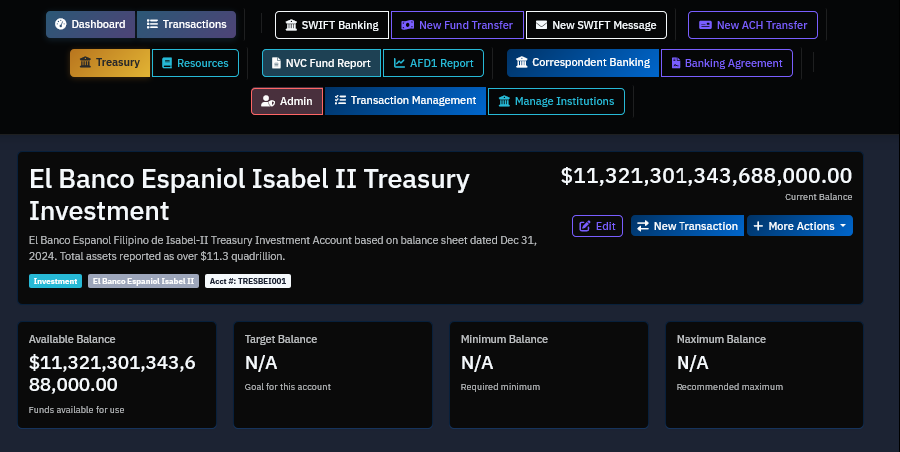 Dashboard Transactions SWIFT Banking New Fund Transfer New SWIFT Message New ACH Transfer
Treasury Resources NVC Fund Report AFD1 Report Correspondent Banking Banking Agreement
Admin Transaction Management Manage Institutions
El Banco Espaniol Isabel II Treasury
Investment
$11,321,301,343,688,000.00
Current Balance
Edit New Transaction More Actions
El Banco Espanol Filipino de Isabel-II Treasury Investment Account based on balance sheet dated Dec 31,
2024. Total assets reported as over $11.3 quadrillion.
Investment El Banco Espaniol Isabel II Acct #: TRESBEI001
Available Balance
$11,321,301,343,6
88,000.00
Funds available for use
Target Balance
N/A
Goal for this account
Minimum Balance
N/A
Required minimum
Maximum Balance
N/A
Recommended maximum